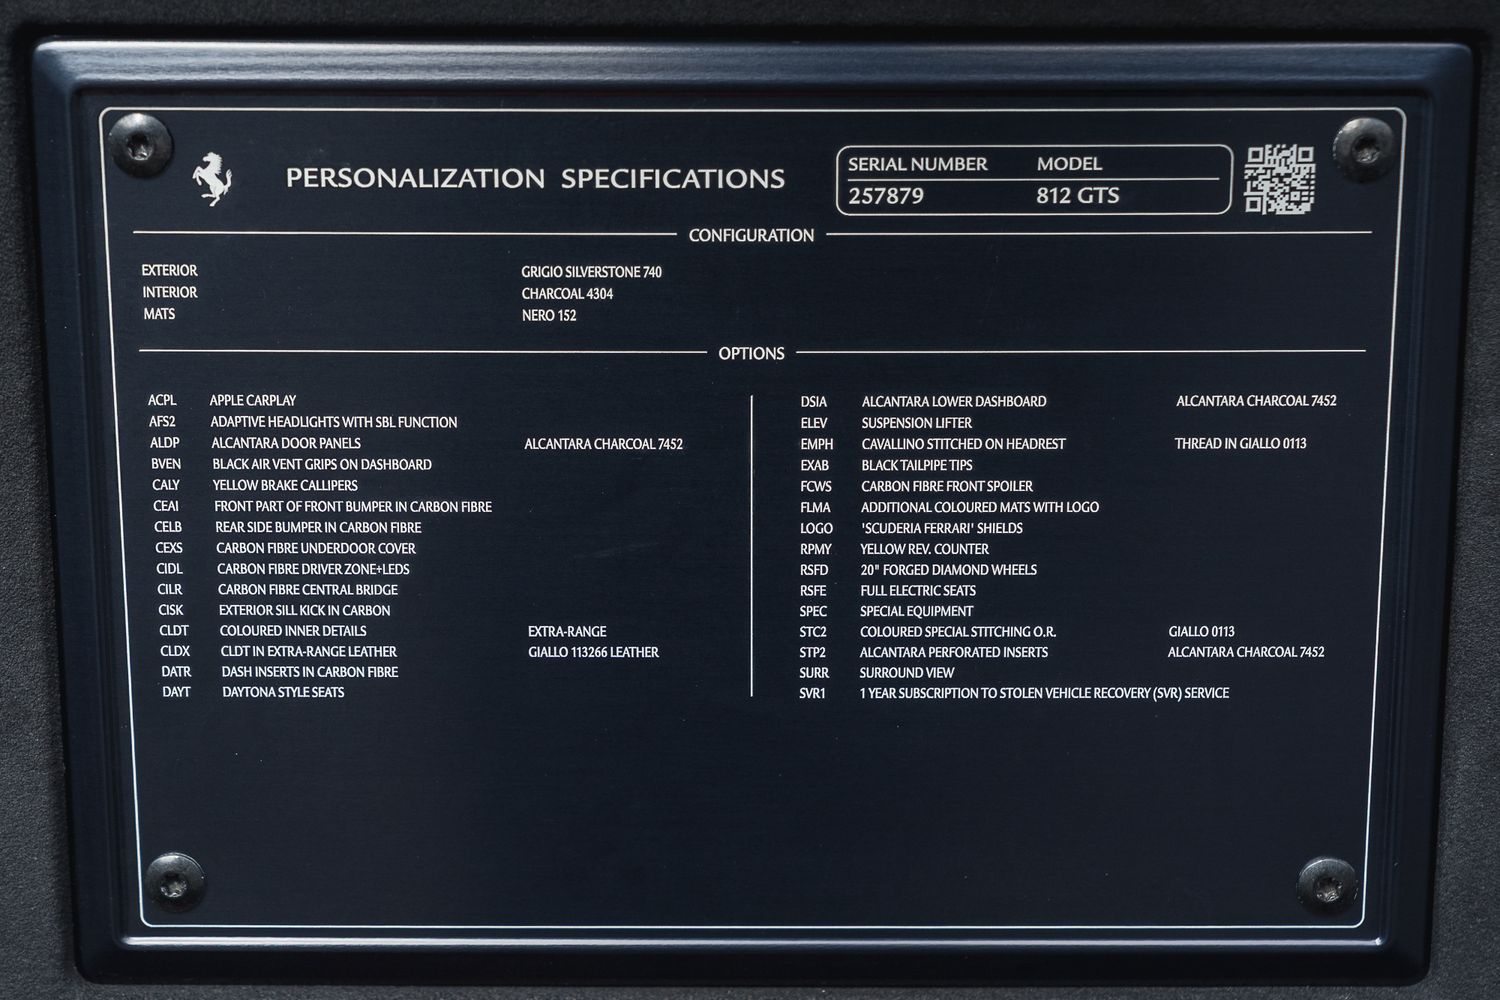 PERSONALIZATION SPECIFICATIONS
SERIAL NUMBER MODEL
257879 812 GTS
CONFIGURATION
EXTERIOR GRIGIO SILVERSTONE 740
INTERIOR CHARCOAL 4304
MATS NERO 152
OPTIONS
ACPL APPLE CARPLAY
AFS2 ADAPTIVE HEADLIGHTS WITH SBL FUNCTION
ALDP ALCANTARA DOOR PANELS ALCANTARA CHARCOAL 7452
BVEN BLACK AIR VENT GRIPS ON DASHBOARD
CALY YELLOW BRAKE CALLIPERS
CEAI FRONT PART OF FRONT BUMPER IN CARBON FIBRE
CELB REAR SIDE BUMPER IN CARBON FIBRE
CEXS CARBON FIBRE UNDERDOOR COVER
CIDL CARBON FIBRE DRIVER ZONE+LEDS
CILR CARBON FIBRE CENTRAL BRIDGE
CISK EXTERIOR SILL KICK IN CARBON
CLDT COLOURED INNER DETAILS EXTRA-RANGE
CLDX CLDT IN EXTRA-RANGE LEATHER GIALLO 113266 LEATHER
DATR DASH INSERTS IN CARBON FIBRE
DAYT DAYTONA STYLE SEATS
DSIA ALCANTARA LOWER DASHBOARD ALCANTARA CHARCOAL 7452
ELEV SUSPENSION LIFTER
EMPH CAVALLINO STITCHED ON HEADREST THREAD IN GIALLO 0113
EXAB BLACK TAILPIPE TIPS
FCWS CARBON FIBRE FRONT SPOILER
FLMA ADDITIONAL COLOURED MATS WITH LOGO
LOGO 'SCUDERIA FERRARI' SHIELDS
RPMY YELLOW REV. COUNTER
RSFD 20" FORGED DIAMOND WHEELS
RSFE FULL ELECTRIC SEATS
SPEC SPECIAL EQUIPMENT
STC2 COLOURED SPECIAL STITCHING O.R. GIALLO 0113
STP2 ALCANTARA PERFORATED INSERTS ALCANTARA CHARCOAL 7452
SURR SURROUND VIEW
SVR1 1 YEAR SUBSCRIPTION TO STOLEN VEHICLE RECOVERY (SVR) SERVICE